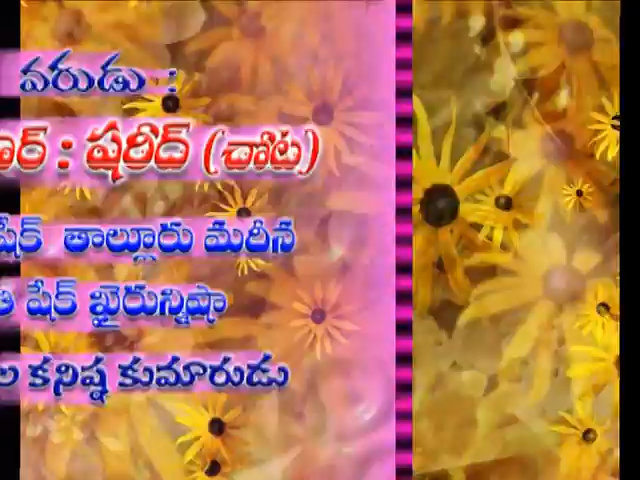 వరుడు :
: షరీద్ (చోట)
షేక్ తాల్లూరు మరీన
షేక్ ఖైరున్నిషా
కనిష్ఠ కుమారుడు